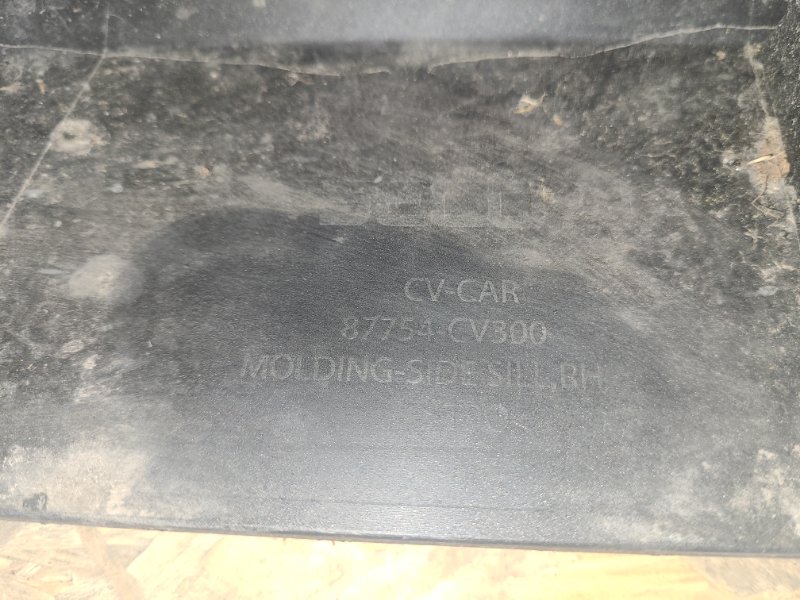 CV-CAR
87754-CV300
MOLDING-SIDE SILL,RH